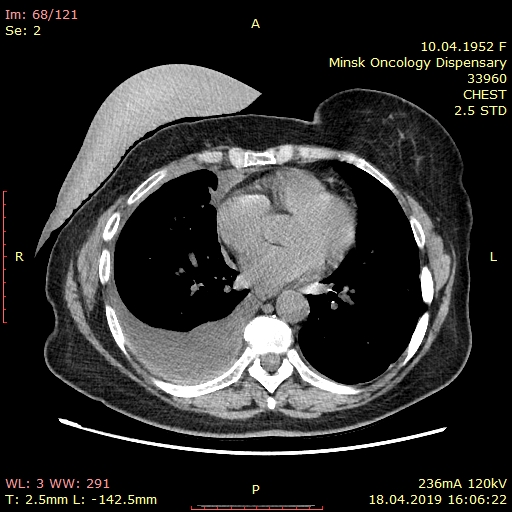 Im: 68/121
Se: 2
A
10.04.1952 F
Minsk Oncology Dispensary
33960
CHEST
2.5 STD
R
L
WL: 3 WW: 291
T: 2.5mm L: -142.5mm
P
236mA 120kV
18.04.2019 16:06:22